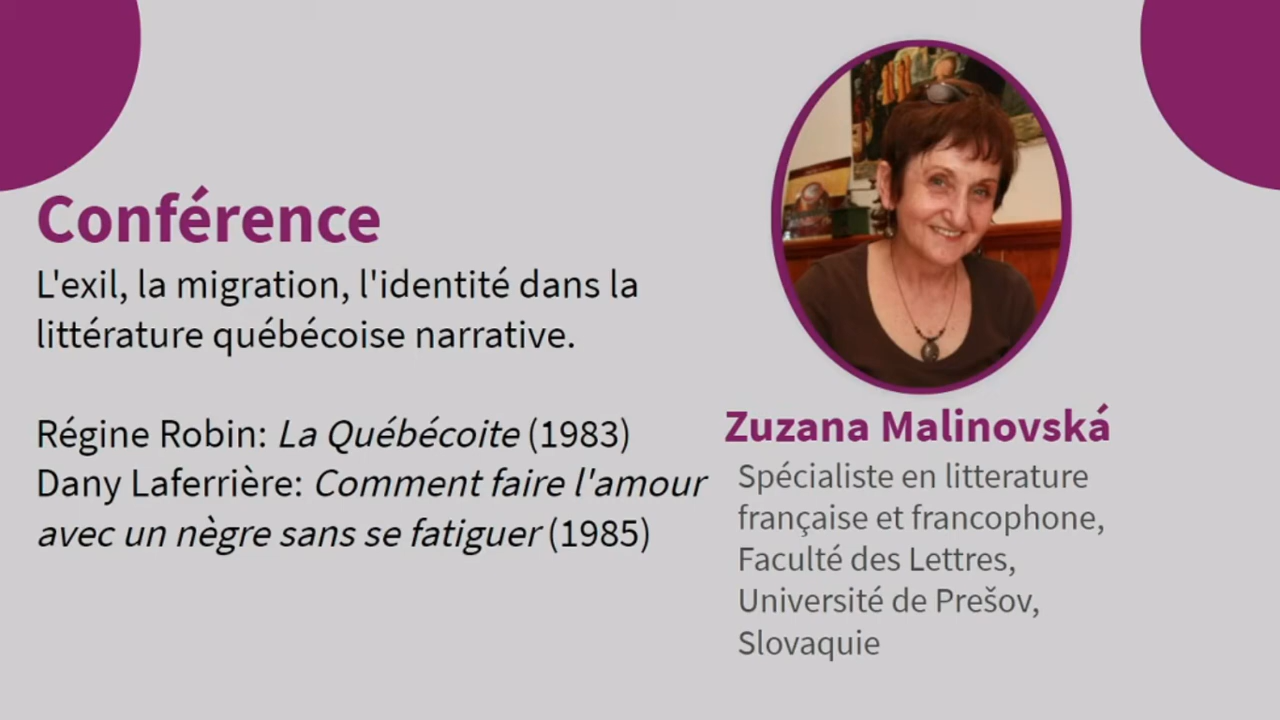 Conférence
L'exil, la migration, l'identité dans la
littérature québécoise narrative.
Régine Robin: La Québécoite (1983)
Dany Laferrière: Comment faire l'amour
avec un nègre sans se fatiguer (1985)
Zuzana Malinovská
Spécialiste en litterature
française et francophone,
Faculté des Lettres,
Université de Prešov,
Slovaquie